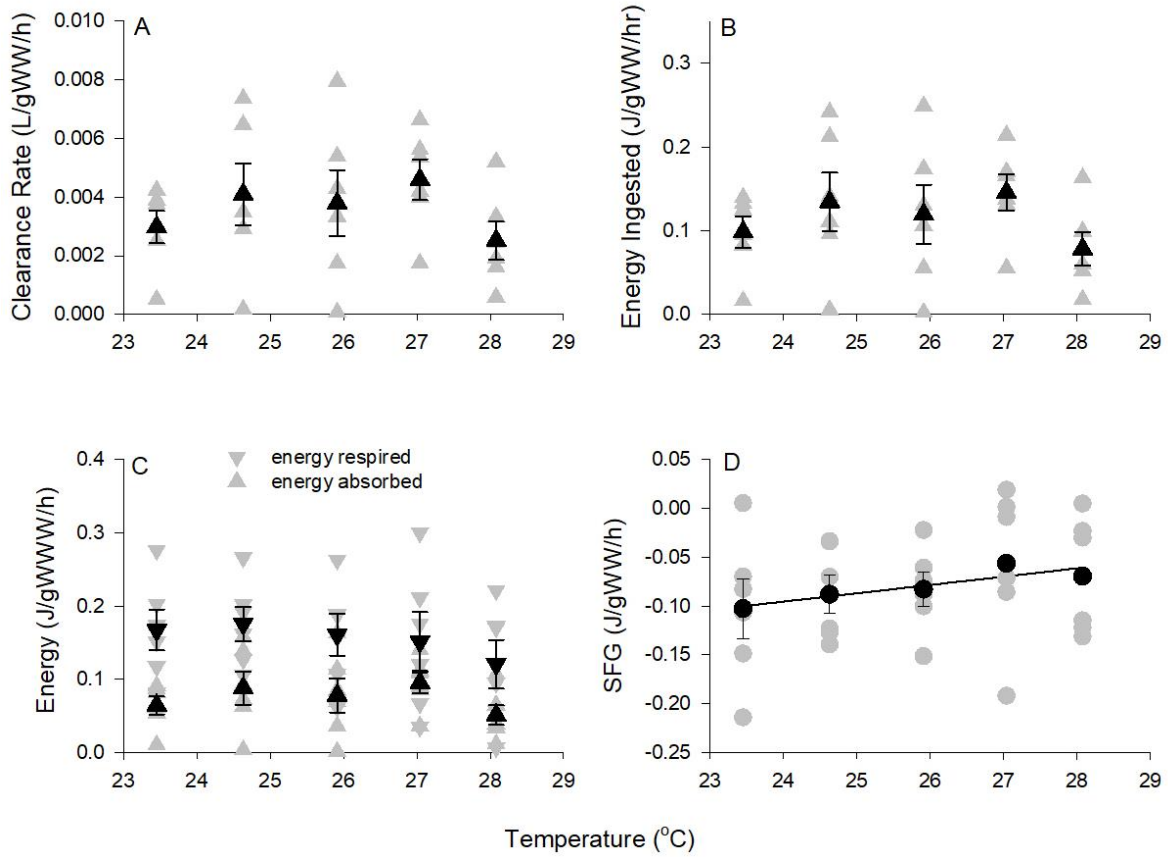 A
Clearance Rate (L/gWW/h)
0.010
0.008
0.006
0.004
0.002
0.000
23 24 25 26 27 28 29
B
Energy Ingested (J/gWW/hr)
0.3
0.2
0.1
0.0
23 24 25 26 27 28 29
C
energy respired
energy absorbed
Energy (J/gWWW/h)
0.4
0.3
0.2
0.1
0.0
23 24 25 26 27 28 29
D
SFG (J/gWW/h)
0.05
0.00
-0.05
-0.10
-0.15
-0.20
-0.25
23 24 25 26 27 28 29
Temperature (°C)